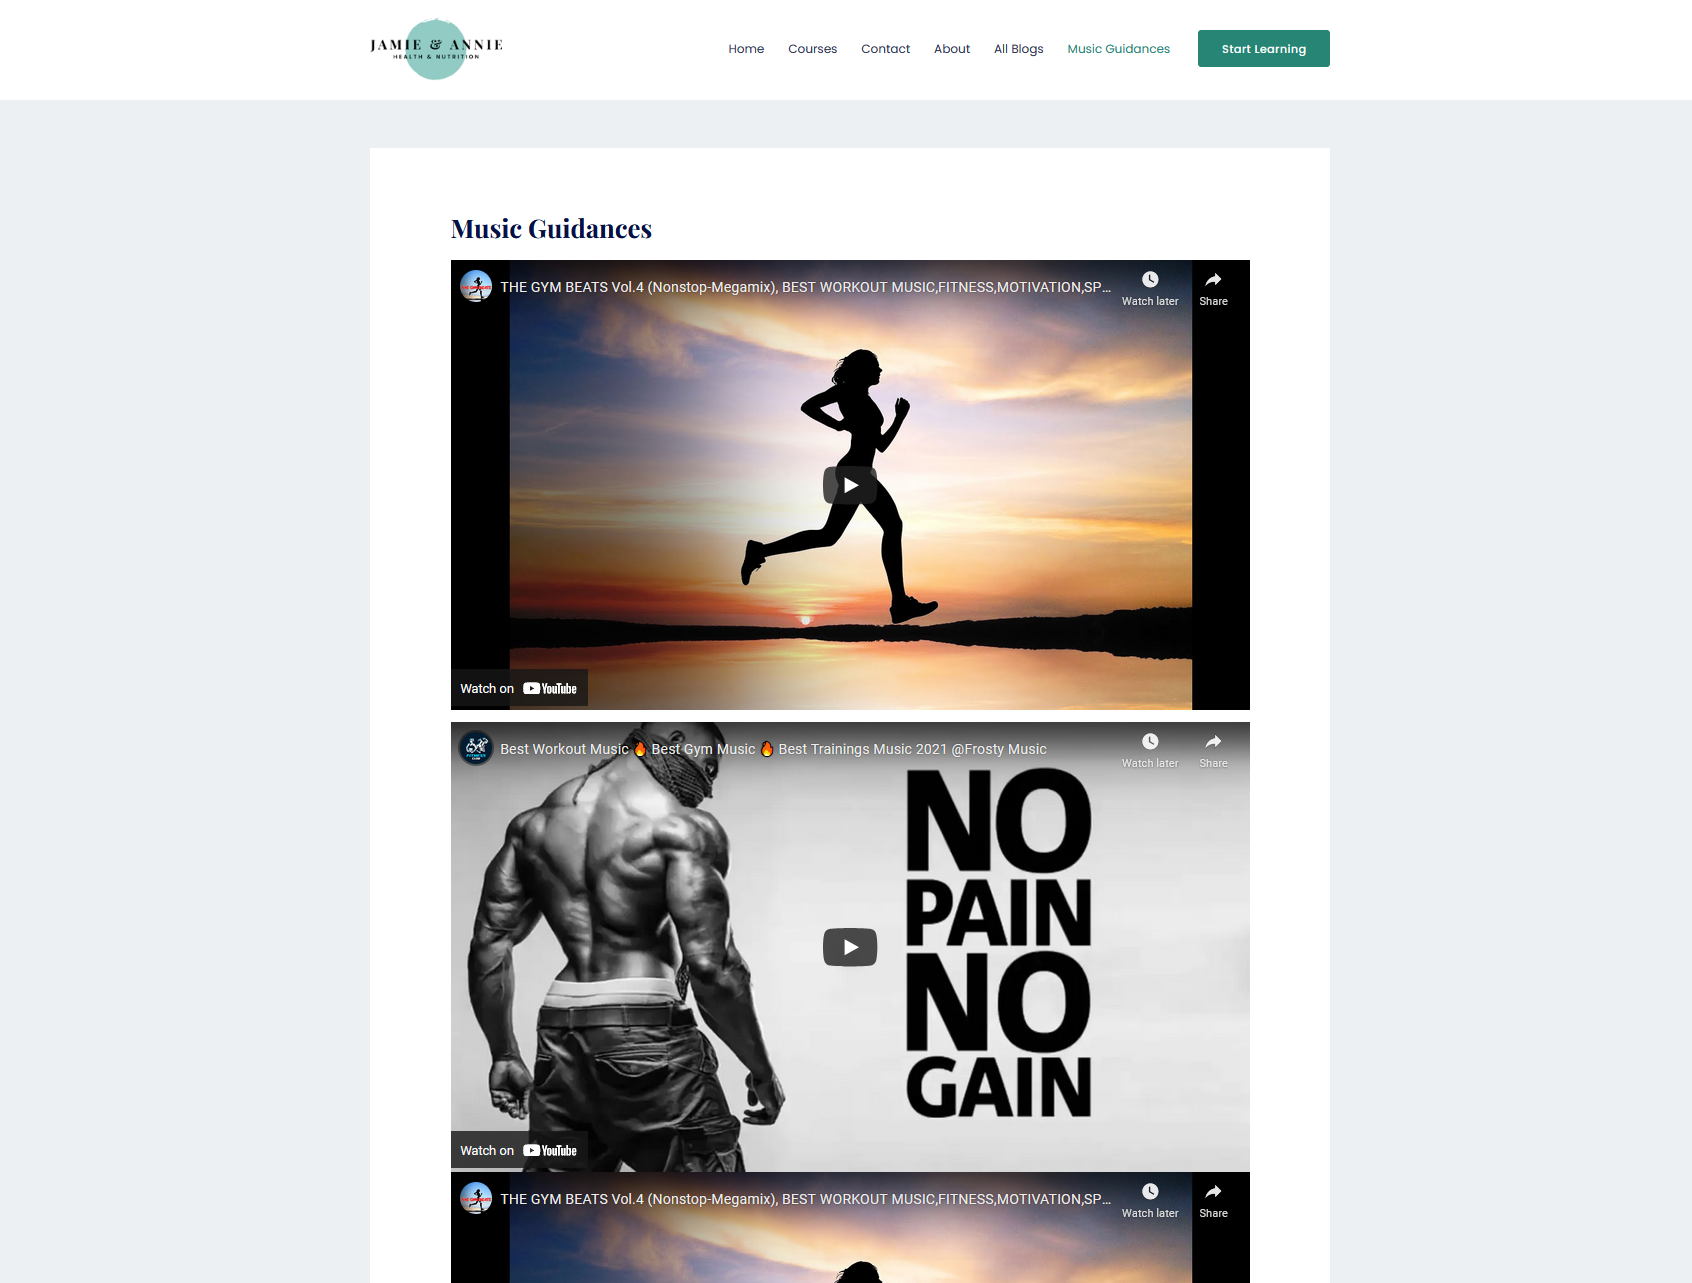 JAMIE & ANNIE
HEALTH & NUTRITION
Home
Courses
Contact
About
All Blogs
Music Guidances
Start Learning
Music Guidances
THE GYM BEATS Vol.4 (Nonstop-Megamix), BEST WORKOUT MUSIC,FITNESS,MOTIVATION,SP...
Watch later
Share
Watch on YouTube
Best Workout Music 🔥 Best Gym Music 🔥 Best Trainings Music 2021 @Frosty Music
Watch later
Share
NO
PAIN
NO
GAIN
Watch on YouTube
THE GYM BEATS Vol.4 (Nonstop-Megamix), BEST WORKOUT MUSIC,FITNESS,MOTIVATION,SP...
Watch later
Share